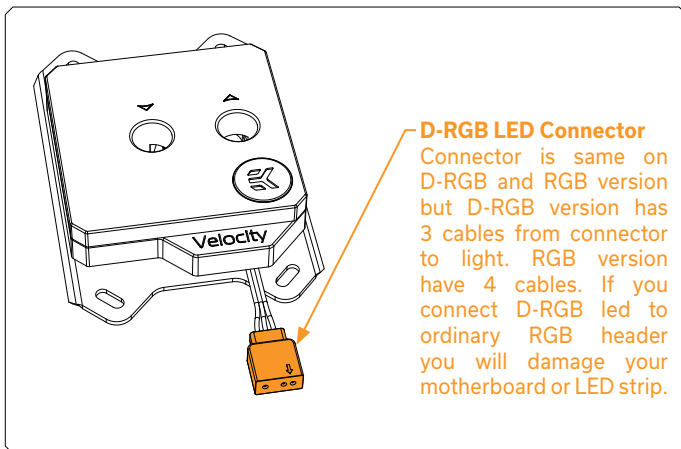 D-RGB LED Connector
Connector is same on
D-RGB and RGB version
but D-RGB version has
3 cables from connector
to light. RGB version
have 4 cables. If you
connect D-RGB led to
ordinary RGB header
you will damage your
motherboard or LED strip.
EK
Velocity